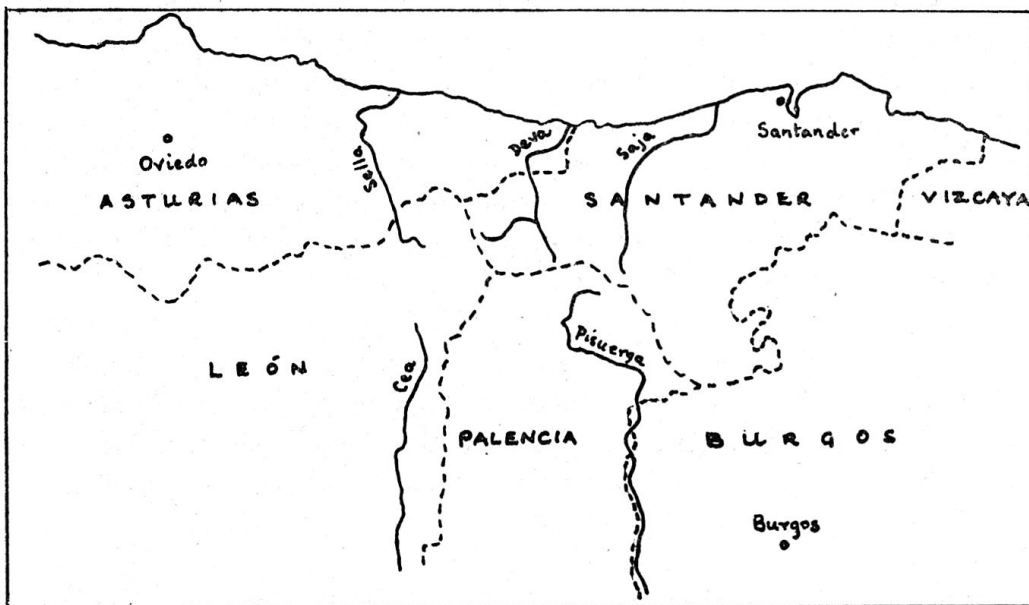 Oviedo
ASTURIAS
Sella
Deva
Saja
Santander
SANTANDER
VIZCAYA
LEÓN
Cea
Pisuerga
PALENCIA
BURGOS
Burgos